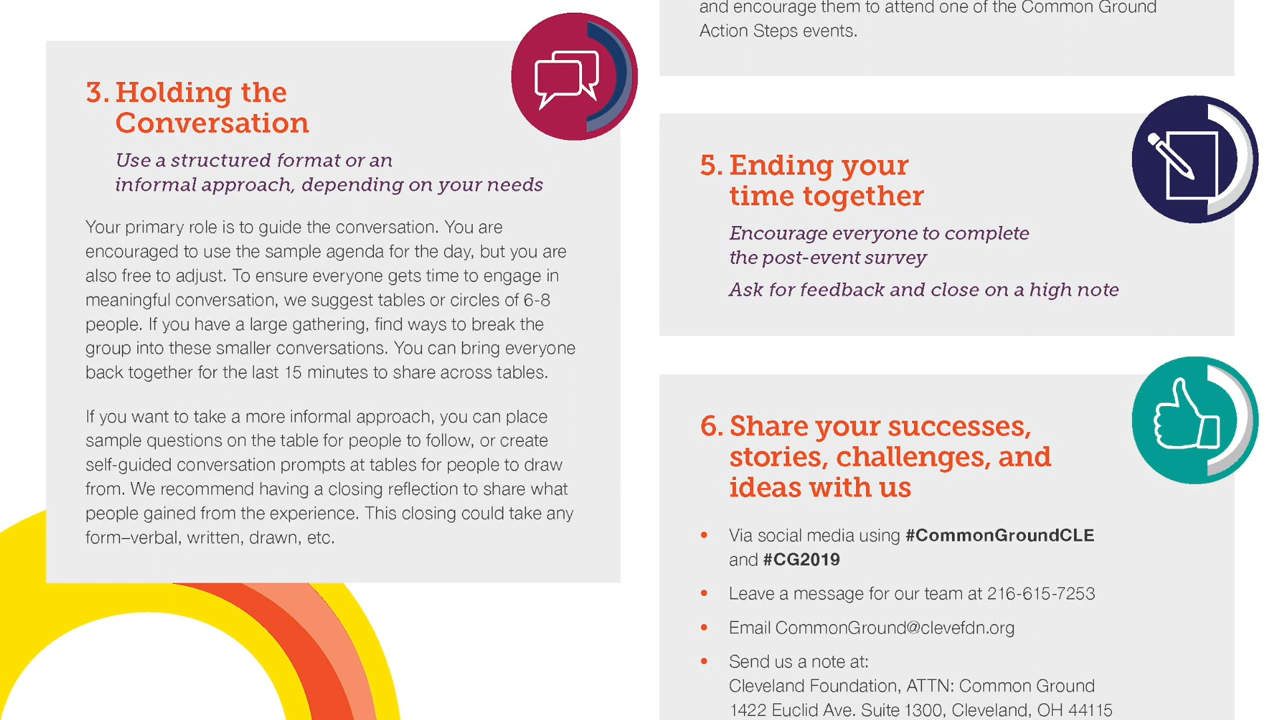 3. Holding the
Conversation
Use a structured format or an
informal approach, depending on your needs
Your primary role is to guide the conversation. You are
encouraged to use the sample agenda for the day, but you are
also free to adjust. To ensure everyone gets time to engage in
meaningful conversation, we suggest tables or circles of 6-8
people. If you have a large gathering, find ways to break the
group into these smaller conversations. You can bring everyone
back together for the last 15 minutes to share across tables.
If you want to take a more informal approach, you can place
sample questions on the table for people to follow, or create
self-guided conversation prompts at tables for people to draw
from. We recommend having a closing reflection to share what
people gained from the experience. This closing could take any
form–verbal, written, drawn, etc.
and encourage them to attend one of the Common Ground
Action Steps events.
5. Ending your
time together
Encourage everyone to complete
the post-event survey
Ask for feedback and close on a high note
6. Share your successes,
stories, challenges, and
ideas with us
• Via social media using #CommonGroundCLE
and #CG2019
• Leave a message for our team at 216-615-7253
• Email CommonGround@clevefdn.org
• Send us a note at:
Cleveland Foundation, ATTN: Common Ground
1422 Euclid Ave. Suite 1300, Cleveland, OH 44115